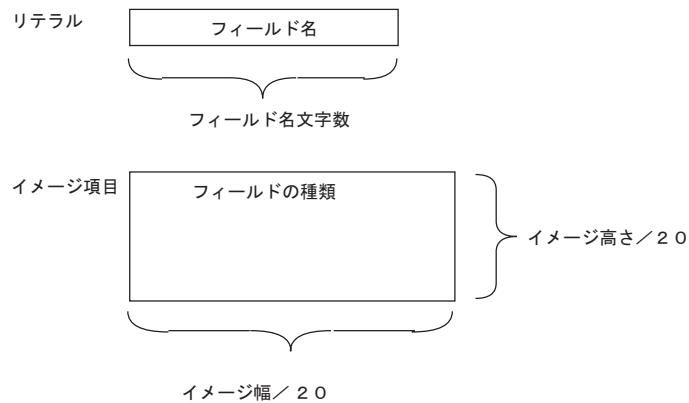 リテラル
フィールド名
フィールド名文字数
イメージ項目
フィールドの種類
イメージ高さ／２０
イメージ幅／２０